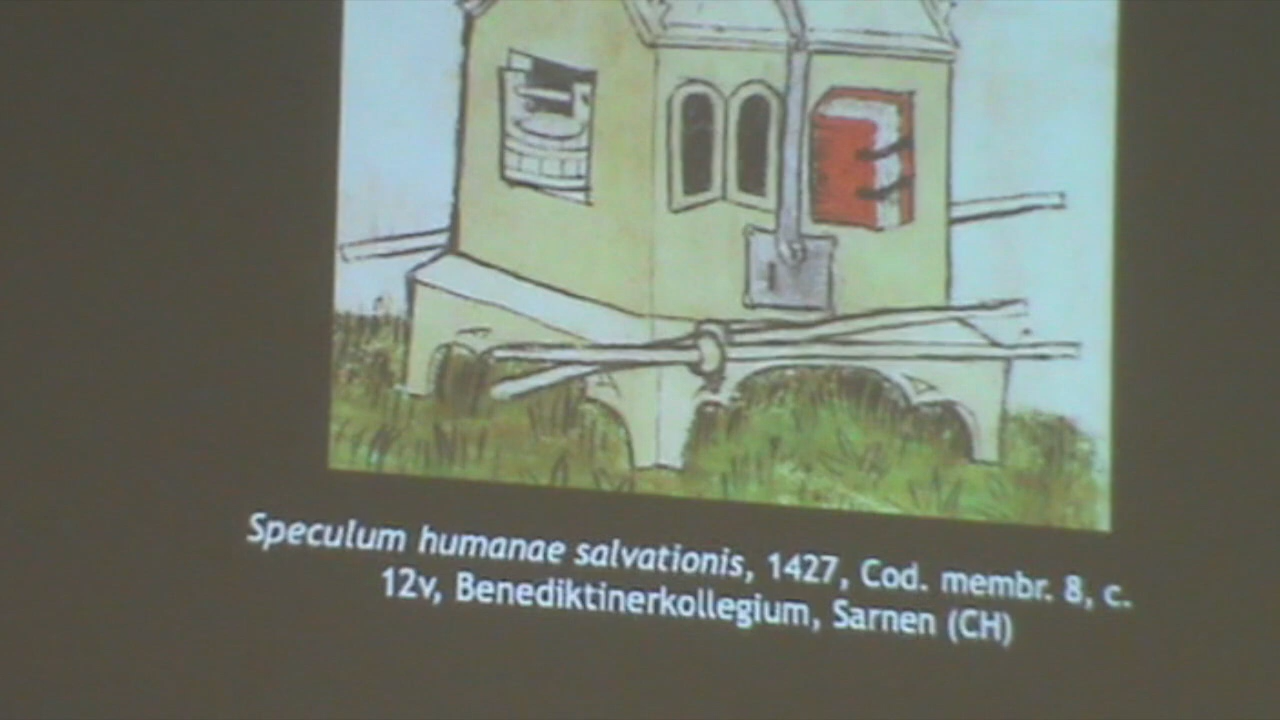 Speculum humanae salvationis, 1427, Cod. membr. 8, c.
12v, Benediktinerkollegium, Sarnen (CH)